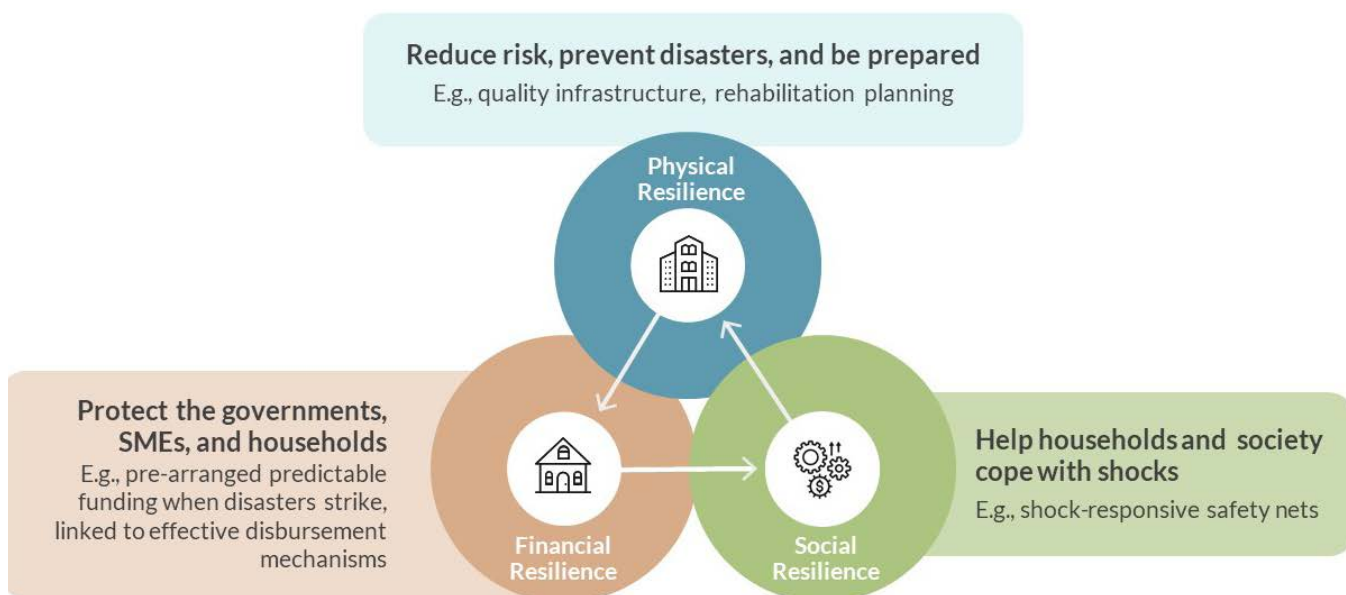 Reduce risk, prevent disasters, and be prepared
E.g., quality infrastructure, rehabilitation planning
Physical
Resilience
Protect the governments,
SMEs, and households
E.g., pre-arranged predictable
funding when disasters strike,
linked to effective disbursement
mechanisms
Financial
Resilience
$
Social
Resilience
Help households and society
cope with shocks
E.g., shock-responsive safety nets